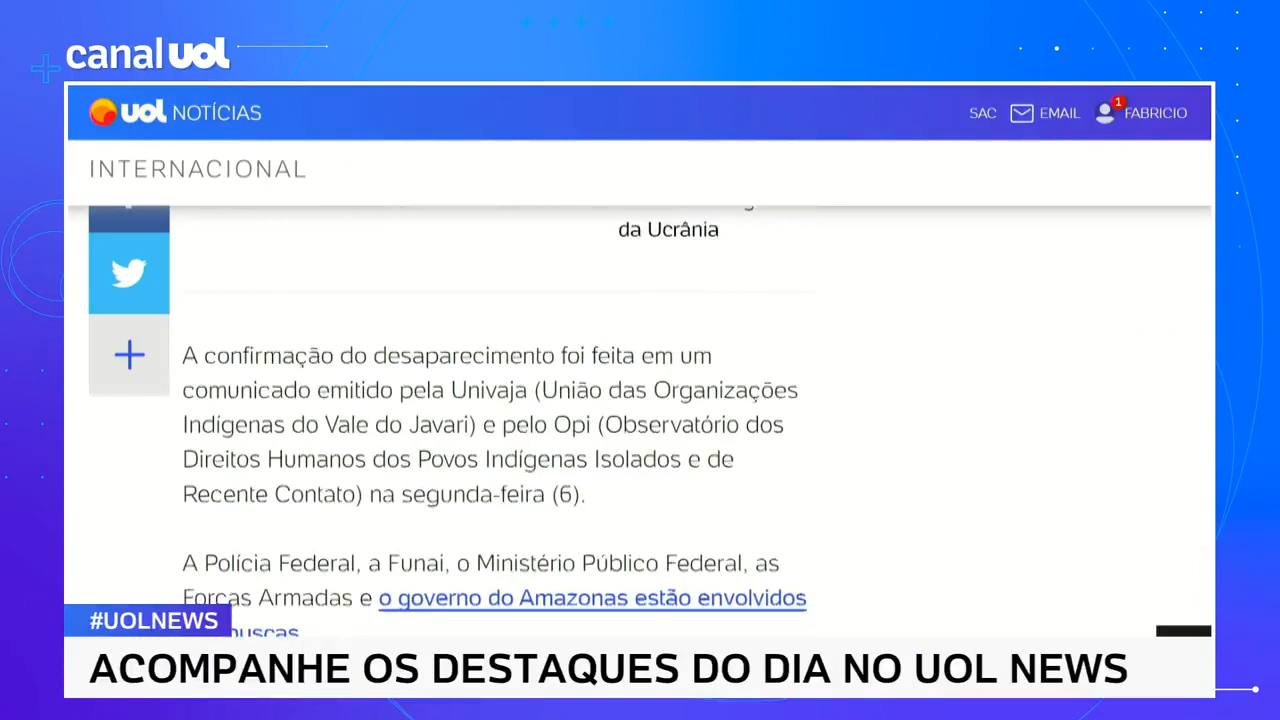 canal uol
uol NOTÍCIAS
SAC EMAIL 1 FABRICIO
INTERNACIONAL
da Ucrânia
A confirmação do desaparecimento foi feita em um
comunicado emitido pela Univaja (União das Organizações
Indígenas do Vale do Javari) e pelo Opi (Observatório dos
Direitos Humanos dos Povos Indígenas Isolados e de
Recente Contato) na segunda-feira (6).
A Polícia Federal, a Funai, o Ministério Público Federal, as
Forças Armadas e o governo do Amazonas estão envolvidos
buscas
#UOLNEWS
ACOMPANHE OS DESTAQUES DO DIA NO UOL NEWS